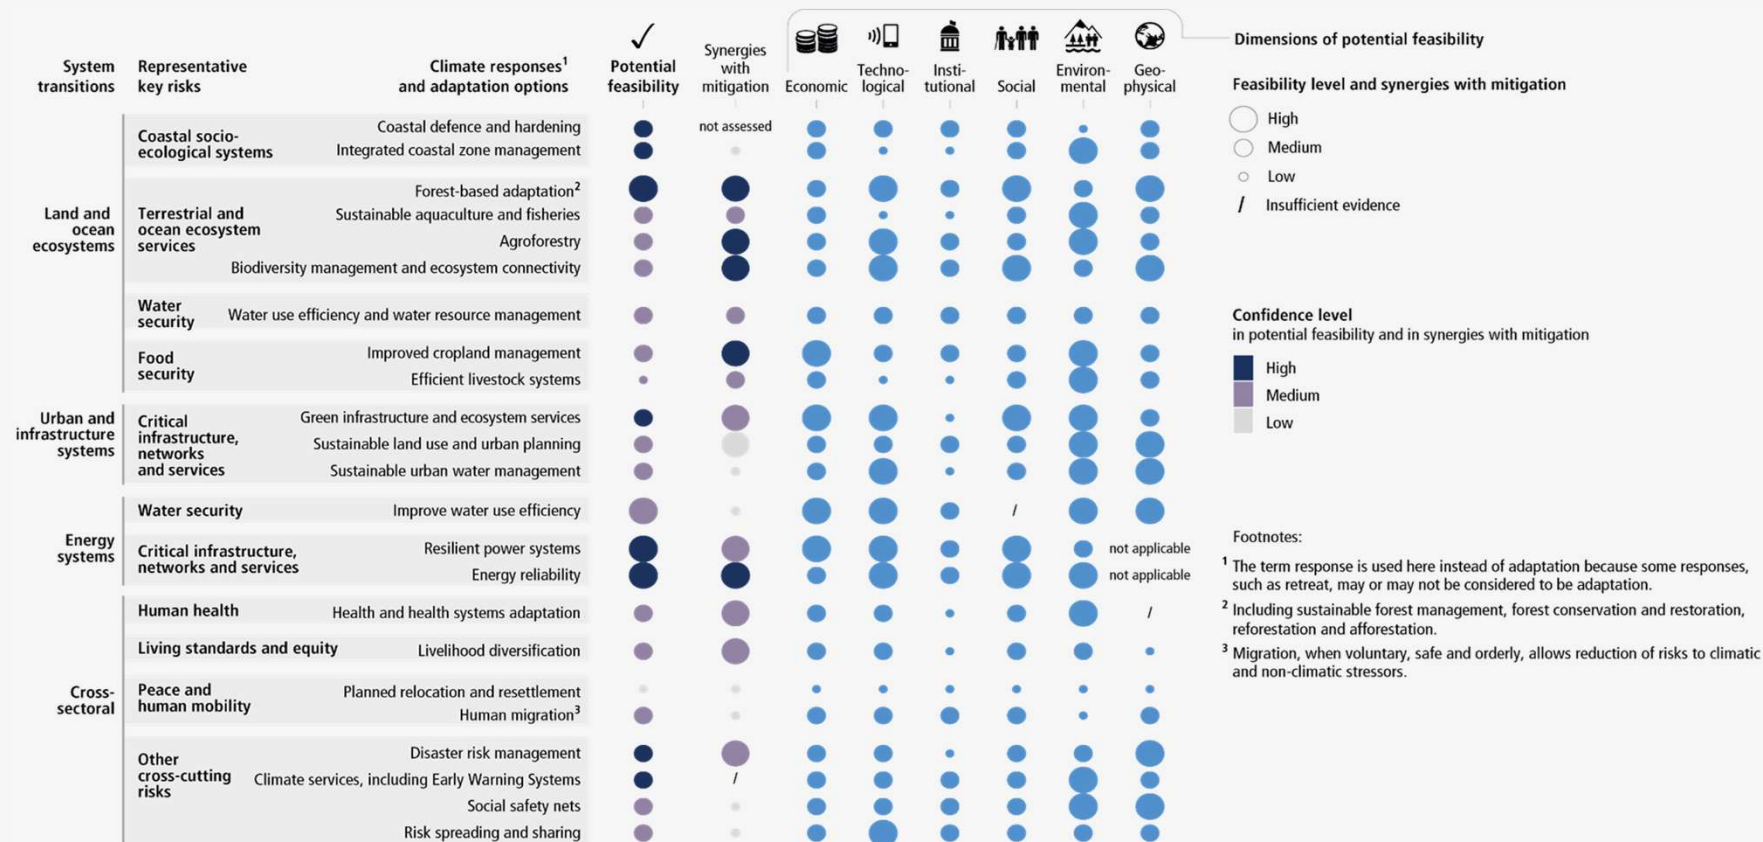 System transitions
Representative key risks
Climate responses1 and adaptation options
Potential feasibility
Synergies with mitigation
Economic
Techno-logical
Insti-tutional
Social
Environ-mental
Geo-physical
Dimensions of potential feasibility
Land and ocean ecosystems
Coastal socio-ecological systems
Coastal defence and hardening
not assessed
Integrated coastal zone management
Terrestrial and ocean ecosystem services
Forest-based adaptation2
Sustainable aquaculture and fisheries
Agroforestry
Biodiversity management and ecosystem connectivity
Water security
Water use efficiency and water resource management
Food security
Improved cropland management
Efficient livestock systems
Urban and infrastructure systems
Critical infrastructure, networks and services
Green infrastructure and ecosystem services
Sustainable land use and urban planning
Sustainable urban water management
Energy systems
Water security
Improve water use efficiency
/
Critical infrastructure, networks and services
Resilient power systems
not applicable
Energy reliability
not applicable
Cross-sectoral
Human health
Health and health systems adaptation
/
Living standards and equity
Livelihood diversification
Peace and human mobility
Planned relocation and resettlement
Human migration3
Other cross-cutting risks
Disaster risk management
Climate services, including Early Warning Systems
/
Social safety nets
Risk spreading and sharing
Feasibility level and synergies with mitigation
High
Medium
Low
/ Insufficient evidence
Confidence level
in potential feasibility and in synergies with mitigation
High
Medium
Low
Footnotes:
1 The term response is used here instead of adaptation because some responses,
such as retreat, may or may not be considered to be adaptation.
2 Including sustainable forest management, forest conservation and restoration,
reforestation and afforestation.
3 Migration, when voluntary, safe and orderly, allows reduction of risks to climatic
and non-climatic stressors.